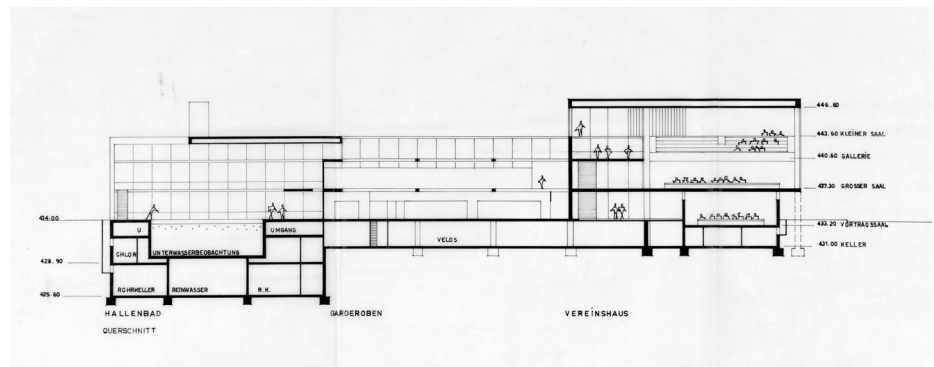 446.60
443.60 KLEINER SAAL
440.60 GALLERIE
437.30 GROSSER SAAL
434.00
433.20 VORTRAGSSAAL
U
UMGANG
VELOS
431.00 KELLER
CHLOR
UNTERWASSERBEOBACHTUNG
428.90
ROHRKELLER
REINWASSER
R.K.
425.60
HALLENBAD
GARDEROBEN
VEREINSHAUS
QUERSCHNITT